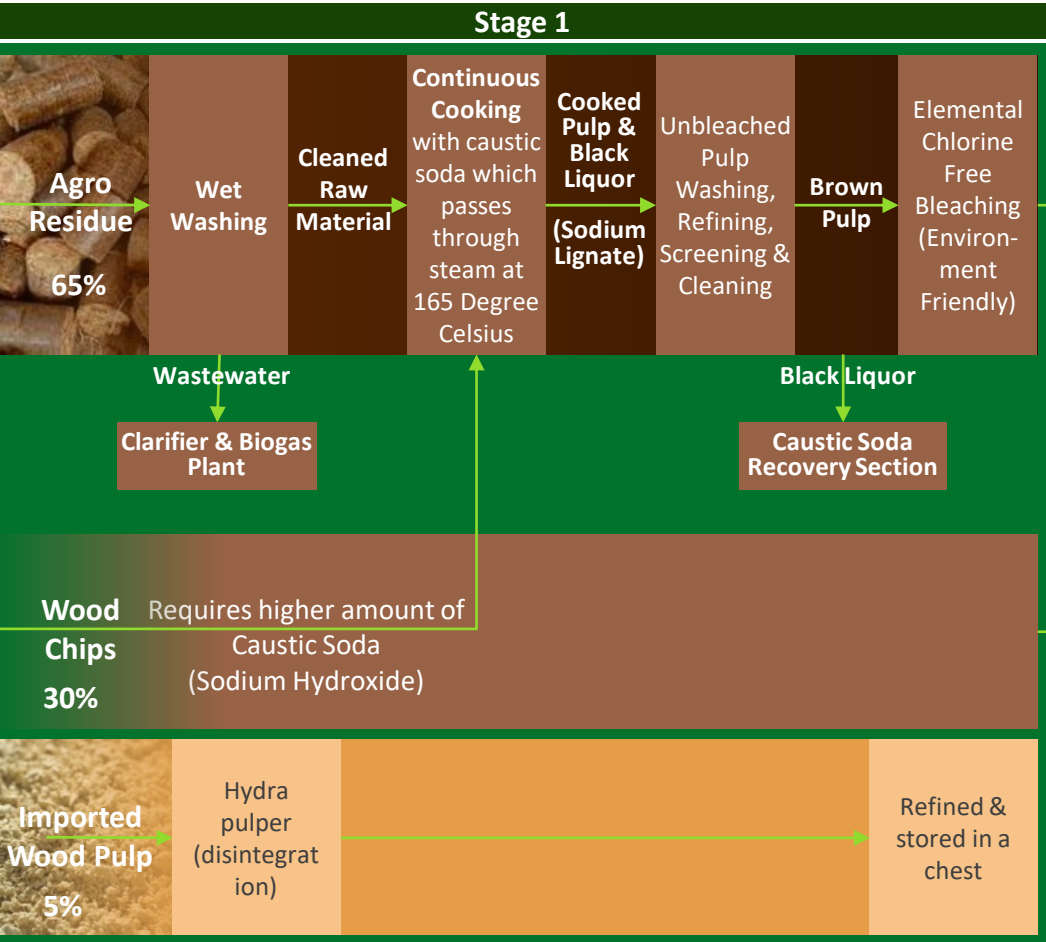 Stage 1
Agro
Residue
65%
Wet
Washing
Cleaned
Raw
Material
Continuous
Cooking
with caustic
soda which
passes
through
steam at
165 Degree
Celsius
Cooked
Pulp &
Black
Liquor
(Sodium
Lignate)
Unbleached
Pulp
Washing,
Refining,
Screening &
Cleaning
Brown
Pulp
Elemental
Chlorine
Free
Bleaching
(Environ-
ment
Friendly)
Wastewater
Black Liquor
Clarifier & Biogas
Plant
Caustic Soda
Recovery Section
Wood
Chips
30%
Requires higher amount of
Caustic Soda
(Sodium Hydroxide)
Imported
Wood Pulp
5%
Hydra
pulper
(disintegrat
ion)
Refined &
stored in a
chest